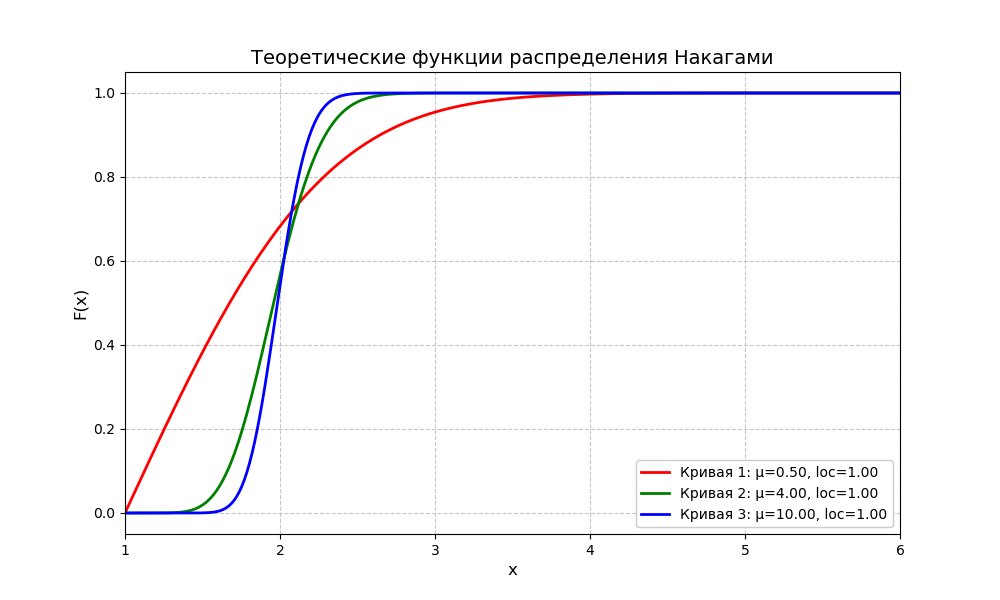 Теоретические функции распределения Накагами
F(x)
1.0
0.8
0.6
0.4
0.2
0.0
1 2 3 4 5 6
x
Кривая 1: μ=0.50, loc=1.00
Кривая 2: μ=4.00, loc=1.00
Кривая 3: μ=10.00, loc=1.00